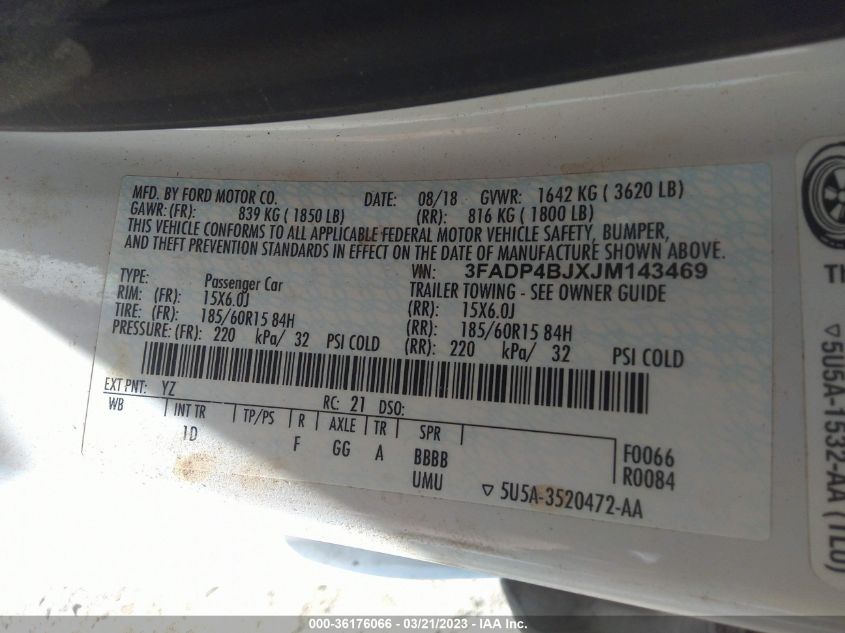 MFD. BY FORD MOTOR CO. DATE: 08/18 GVWR: 1642 KG ( 3620 LB)
GAWR: (FR): 839 KG ( 1850 LB) (RR): 816 KG ( 1800 LB)
THIS VEHICLE CONFORMS TO ALL APPLICABLE FEDERAL MOTOR VEHICLE SAFETY, BUMPER,
AND THEFT PREVENTION STANDARDS IN EFFECT ON THE DATE OF MANUFACTURE SHOWN ABOVE.
VIN: 3FADP4BJXJM143469
TYPE: Passenger Car TRAILER TOWING - SEE OWNER GUIDE
RIM: (FR): 15X6.0J (RR): 15X6.0J
TIRE: (FR): 185/60R15 84H (RR): 185/60R15 84H
PRESSURE: (FR): 220 kPa/ 32 PSI COLD (RR): 220 kPa/ 32 PSI COLD
EXT PNT: YZ RC: 21 DSO:
WB INT TR TP/PS R AXLE TR SPR
1D F GG A BBBB F0066
UMU R0084
▽ 5U5A-3520472-AA
▽ 5U5A-1532-AA (TL0)
000-36176066 - 03/21/2023 - IAA Inc.